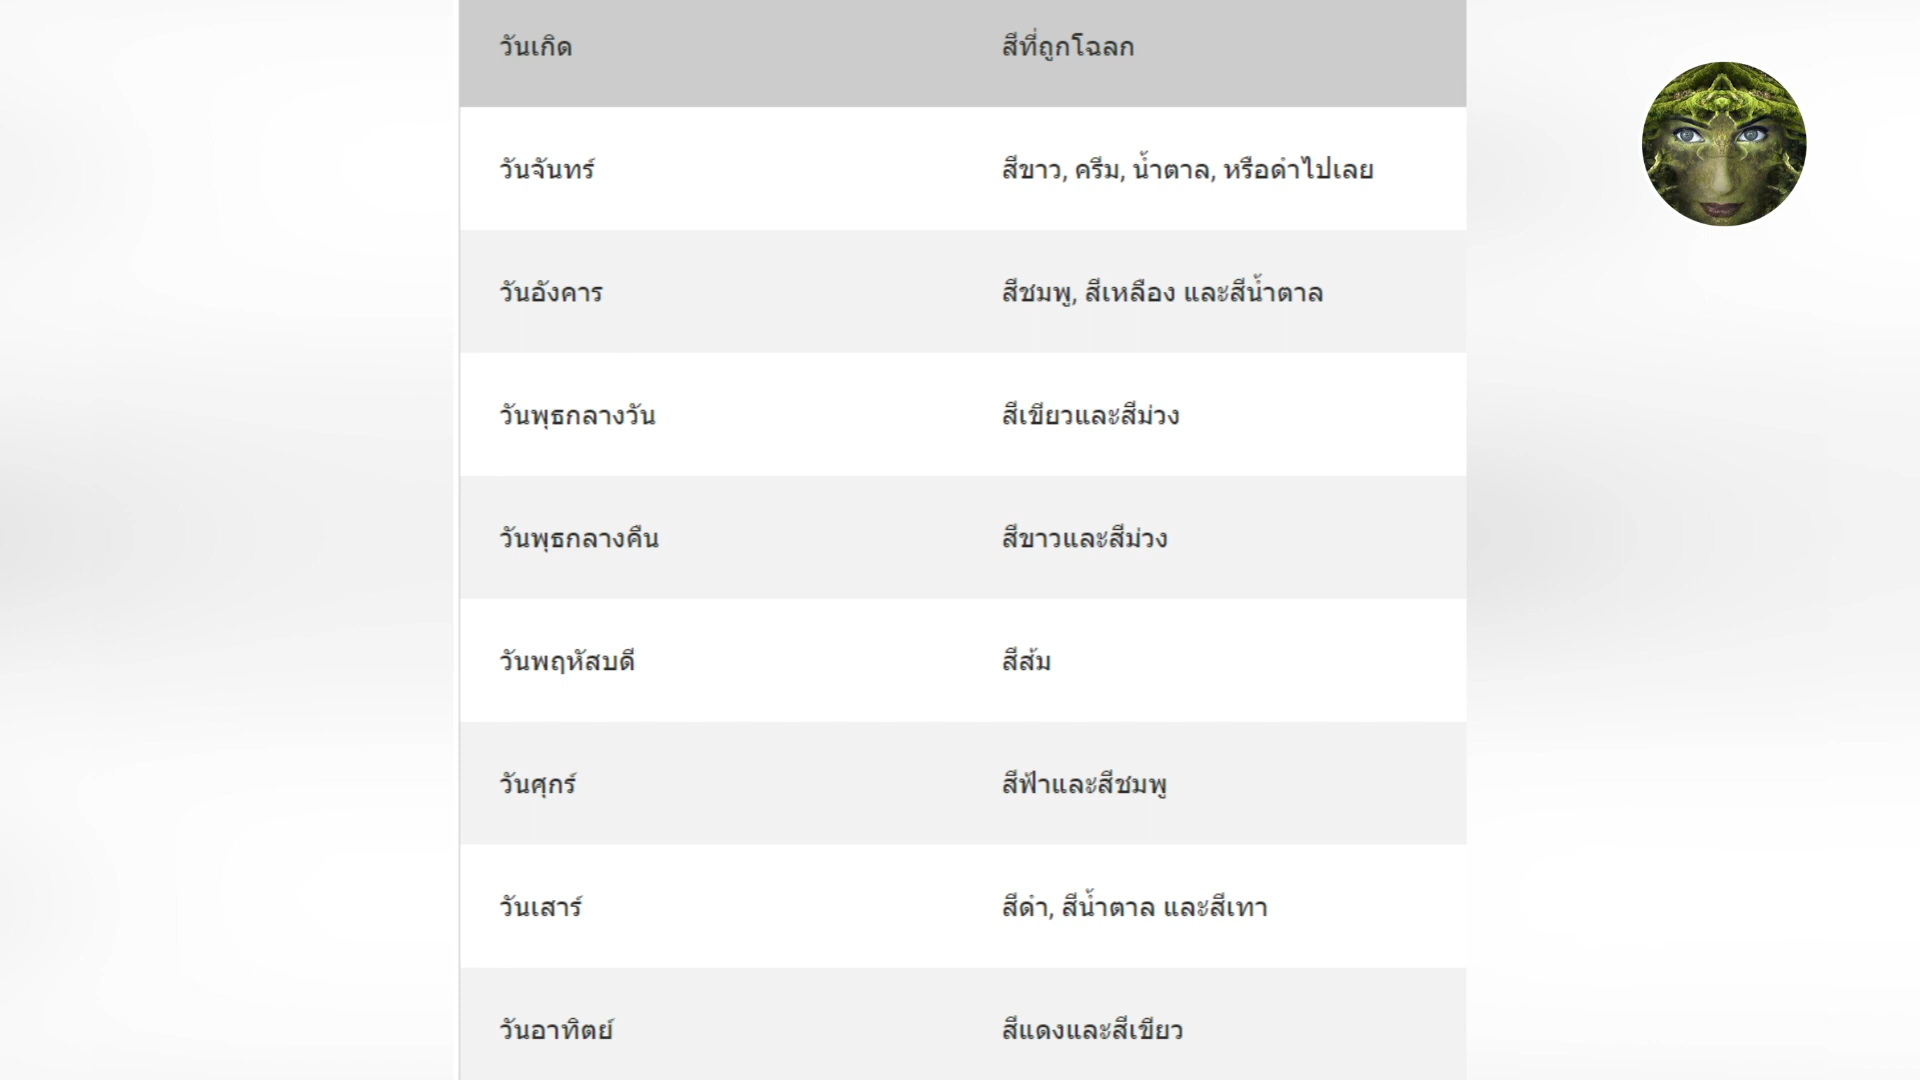 วันเกิด สีที่ถูกโฉลก
วันจันทร์ สีขาว, ครีม, น้ำตาล, หรือดำไปเลย
วันอังคาร สีชมพู, สีเหลือง และสีน้ำตาล
วันพุธกลางวัน สีเขียวและสีม่วง
วันพุธกลางคืน สีขาวและสีม่วง
วันพฤหัสบดี สีส้ม
วันศุกร์ สีฟ้าและสีชมพู
วันเสาร์ สีดำ, สีน้ำตาล และสีเทา
วันอาทิตย์ สีแดงและสีเขียว